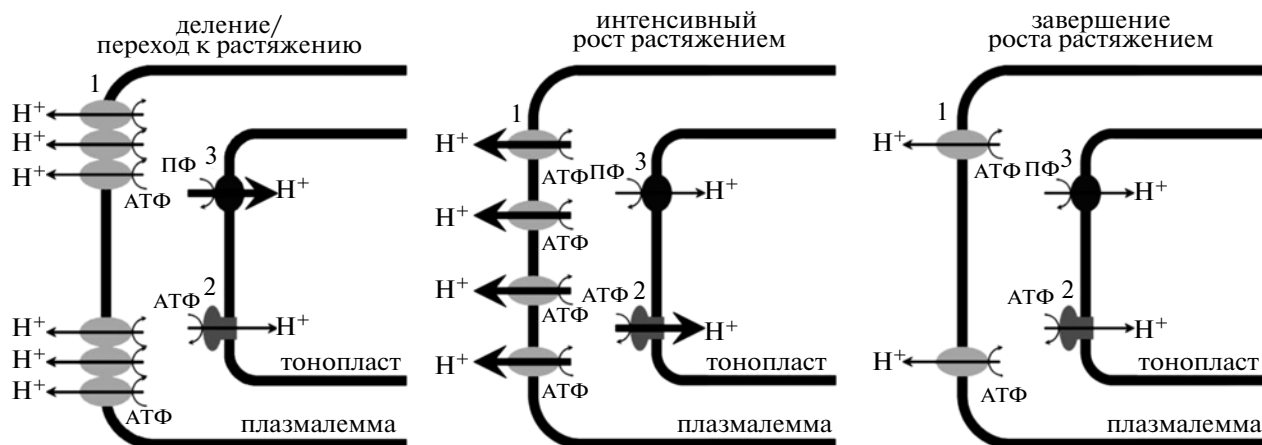 деление/
переход к растяжению
1
H⁺
H⁺
H⁺
АТФ
ПФ
3
H⁺
АТФ
2
H⁺
H⁺
H⁺
H⁺
АТФ
тонопласт
плазмалемма
интенсивный
рост растяжением
1
H⁺
АТФ
ПФ
3
H⁺
H⁺
АТФ
АТФ
2
H⁺
H⁺
АТФ
H⁺
АТФ
тонопласт
плазмалемма
завершение
роста растяжением
1
H⁺
АТФ
ПФ
3
H⁺
АТФ
2
H⁺
H⁺
АТФ
тонопласт
плазмалемма